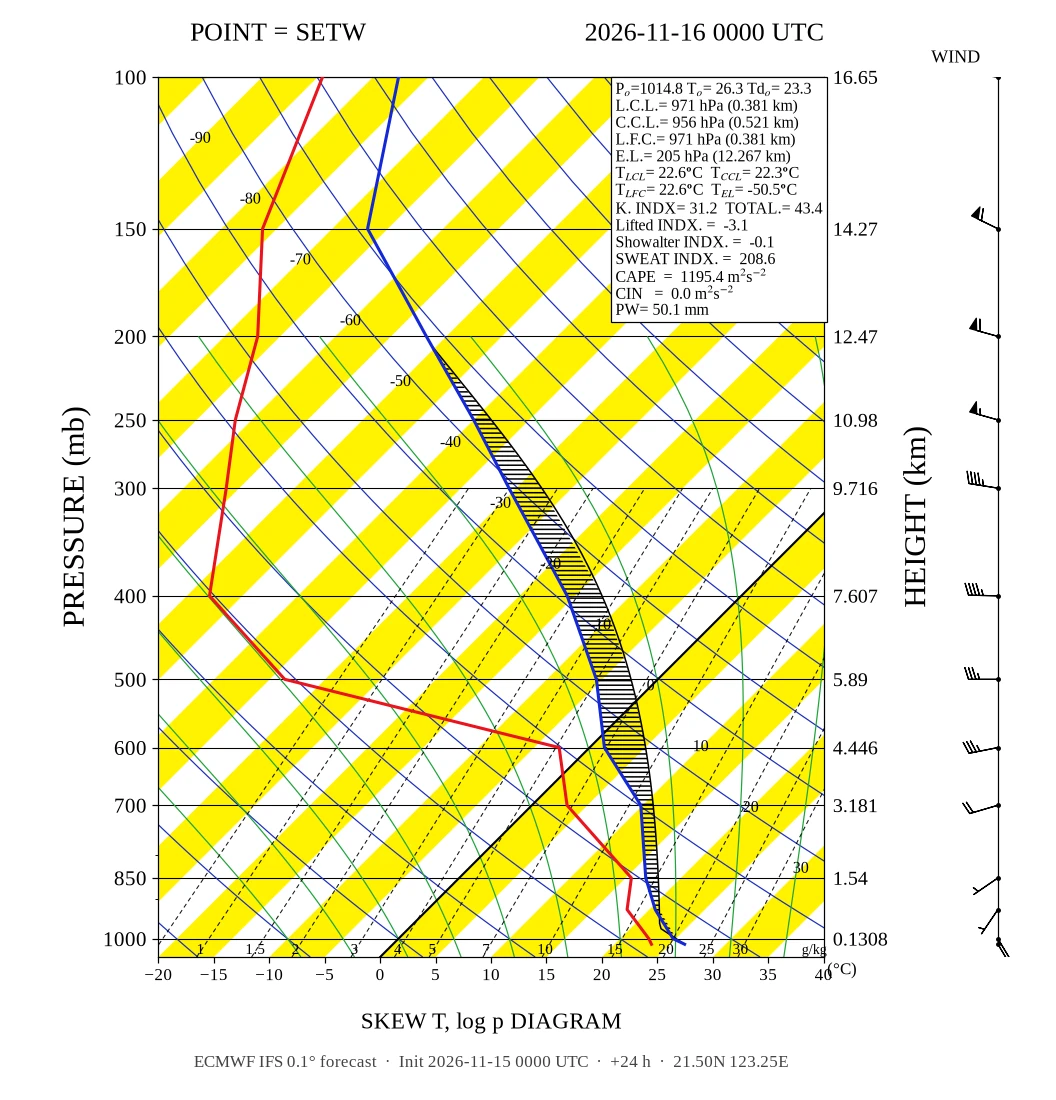 POINT = SETW
2026-11-16 0000 UTC
WIND
100
16.65
Pₒ=1014.8 Tₒ= 26.3 Tdₒ= 23.3
L.C.L.= 971 hPa (0.381 km)
C.C.L.= 956 hPa (0.521 km)
L.F.C.= 971 hPa (0.381 km)
E.L.= 205 hPa (12.267 km)
T_LCL= 22.6°C T_CCL= 22.3°C
T_LFC= 22.6°C T_EL= -50.5°C
K. INDX= 31.2 TOTAL.= 43.4
Lifted INDX. = -3.1
Showalter INDX. = -0.1
SWEAT INDX. = 208.6
CAPE = 1195.4 m²s⁻²
CIN = 0.0 m²s⁻²
PW= 50.1 mm
-90
-80
150
14.27
-70
-60
200
12.47
-50
250
10.98
-40
300
9.716
-30
-20
400
7.607
-10
500
5.89
0
600
4.446
10
700
3.181
20
850
1.54
30
1000
0.1308
1 1.5 2 3 4 5 7 10 15 20 25 30 g/kg
−20 −15 −10 −5 0 5 10 15 20 25 30 35 40 (°C)
PRESSURE (mb)
HEIGHT (km)
SKEW T, log p DIAGRAM
ECMWF IFS 0.1° forecast · Init 2026-11-15 0000 UTC · +24 h · 21.50N 123.25E